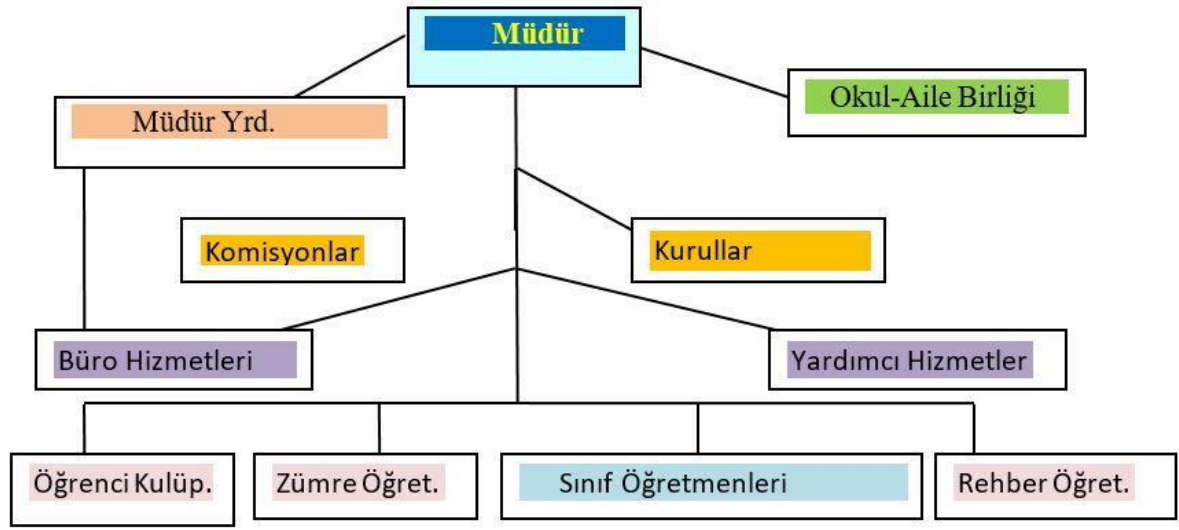 Müdür
Okul-Aile Birliği
Müdür Yrd.
Komisyonlar
Kurullar
Büro Hizmetleri
Yardımcı Hizmetler
Öğrenci Kulüp.
Zümre Öğret.
Sınıf Öğretmenleri
Rehber Öğret.